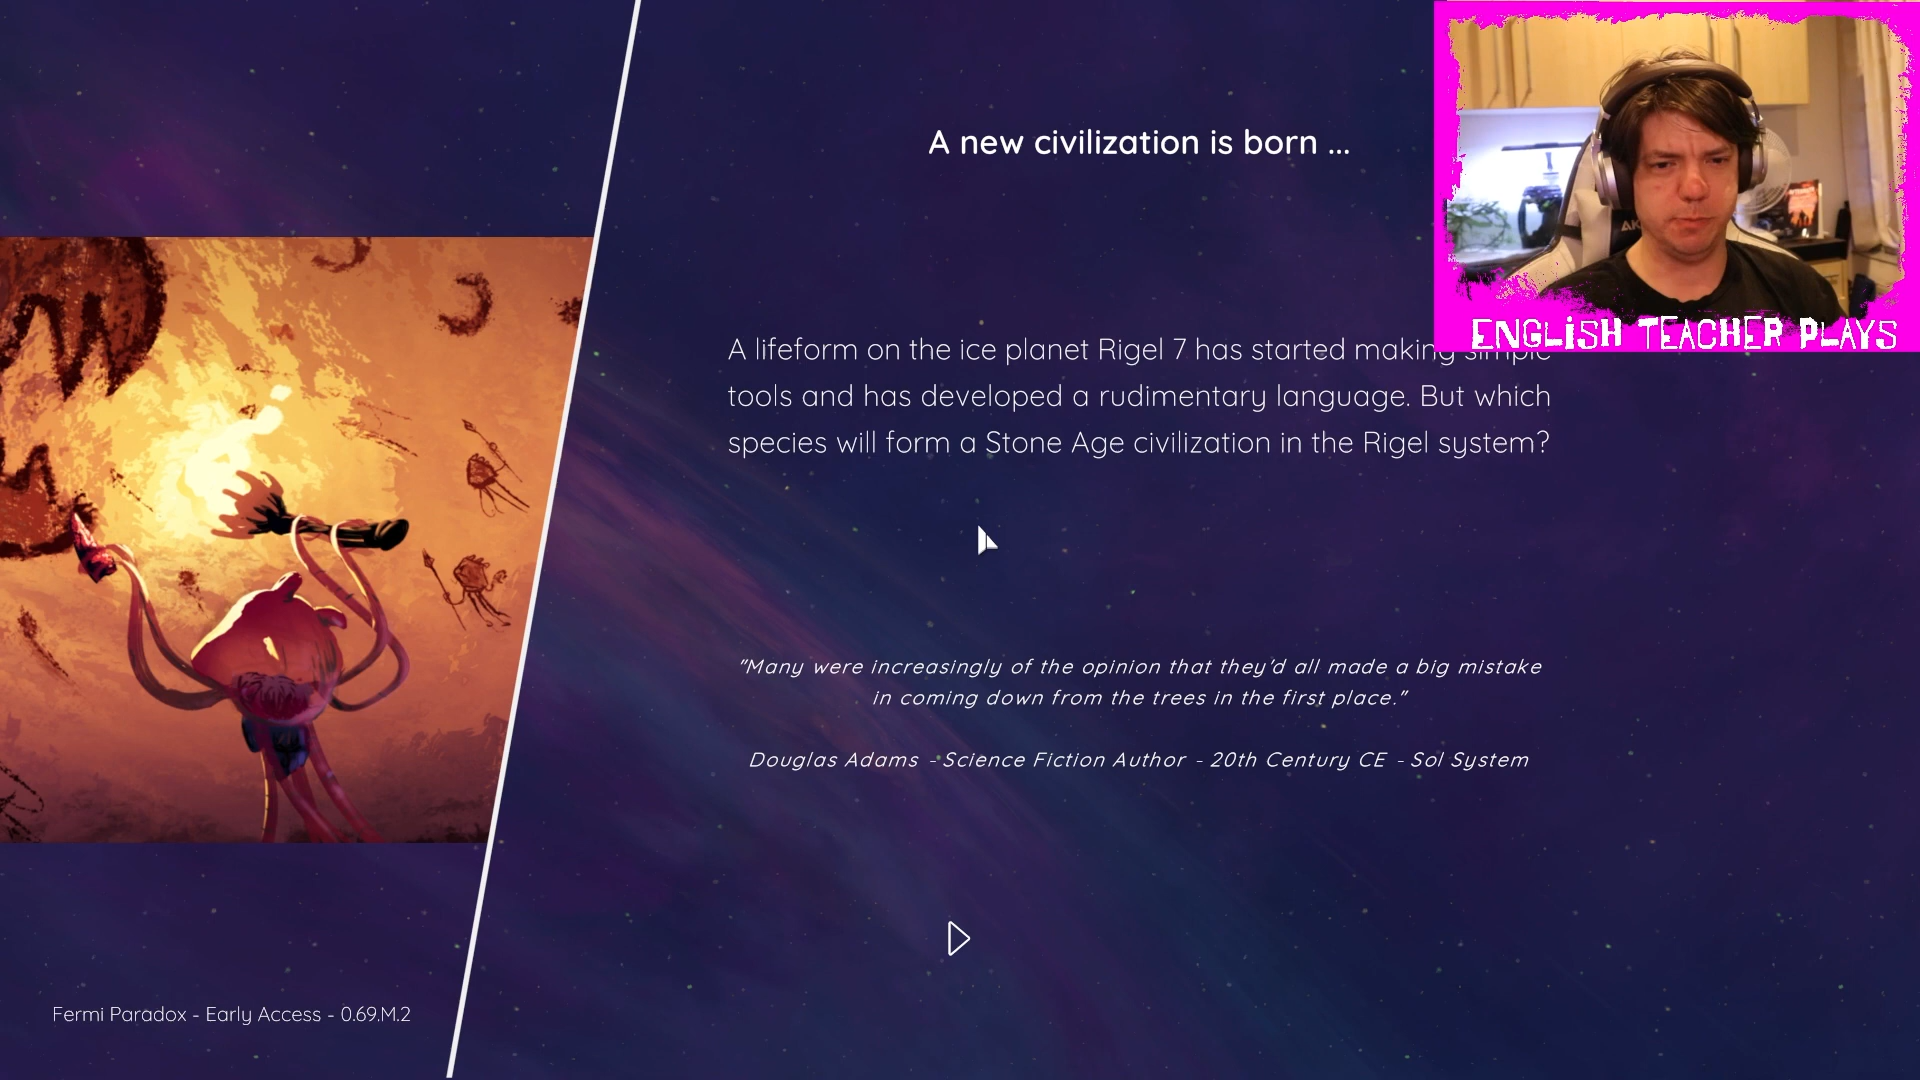 A new civilization is born ...
A lifeform on the ice planet Rigel 7 has started making simple
tools and has developed a rudimentary language. But which
species will form a Stone Age civilization in the Rigel system?
"Many were increasingly of the opinion that they'd all made a big mistake
in coming down from the trees in the first place."
Douglas Adams - Science Fiction Author - 20th Century CE - Sol System
Fermi Paradox - Early Access - 0.69.M.2
AK
ENGLISH TEACHER PLAYS